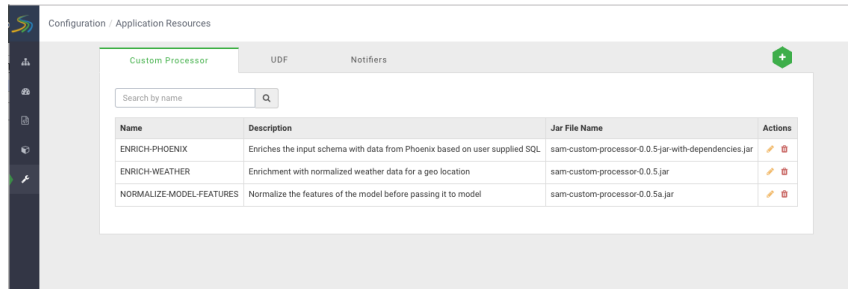 Configuration / Application Resources
Custom Processor UDF Notifiers
Search by name
Name Description Jar File Name Actions
ENRICH-PHOENIX Enriches the input schema with data from Phoenix based on user supplied SQL sam-custom-processor-0.0.5-jar-with-dependencies.jar
ENRICH-WEATHER Enrichment with normalized weather data for a geo location sam-custom-processor-0.0.5.jar
NORMALIZE-MODEL-FEATURES Normalize the features of the model before passing it to model sam-custom-processor-0.0.5a.jar